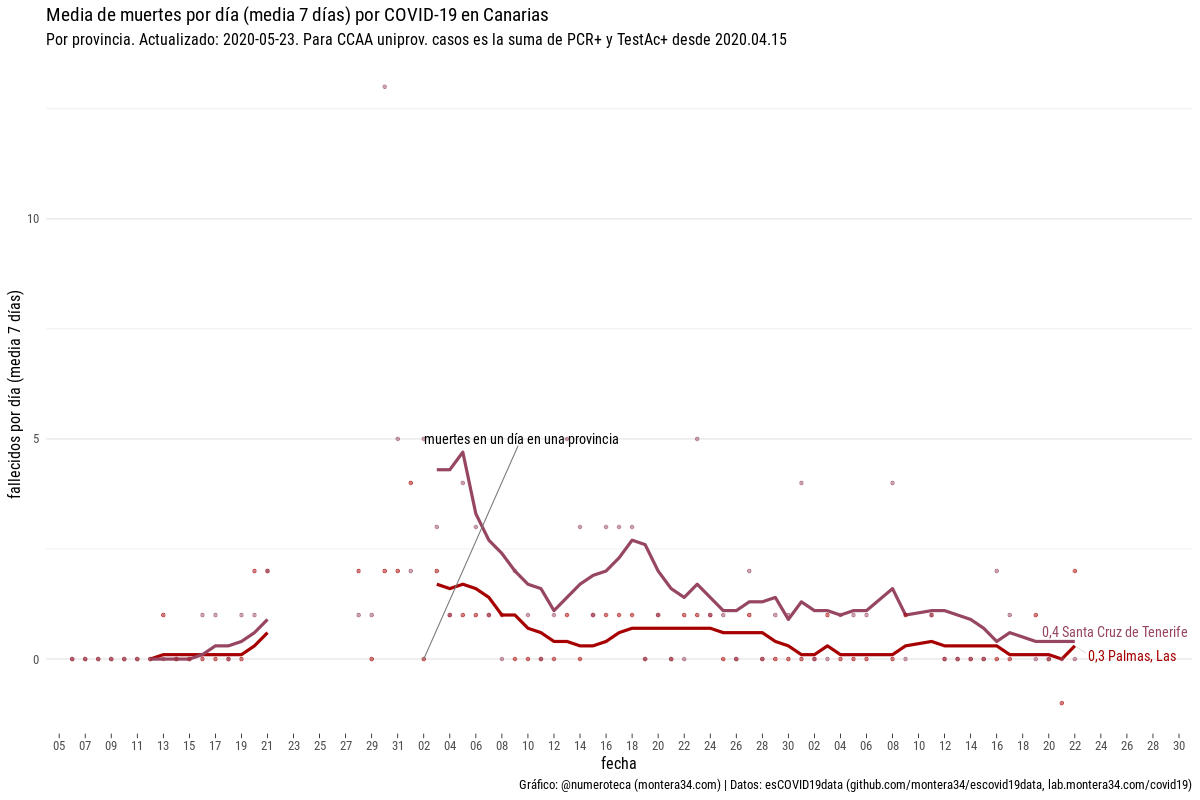 Media de muertes por día (media 7 días) por COVID-19 en Canarias
Por provincia. Actualizado: 2020-05-23. Para CCAA uniprov. casos es la suma de PCR+ y TestAc+ desde 2020.04.15
10
fallecidos por día (media 7 días)
5
muertes en un día en una provincia
0,4 Santa Cruz de Tenerife
0
0,3 Palmas, Las
05 07 09 11 13 15 17 19 21 23 25 27 29 31 02 04 06 08 10 12 14 16 18 20 22 24 26 28 30 02 04 06 08 10 12 14 16 18 20 22 24 26 28 30
fecha
Gráfico: @numeroteca (montera34.com) | Datos: esCOVID19data (github.com/montera34/escovid19data, lab.montera34.com/covid19)